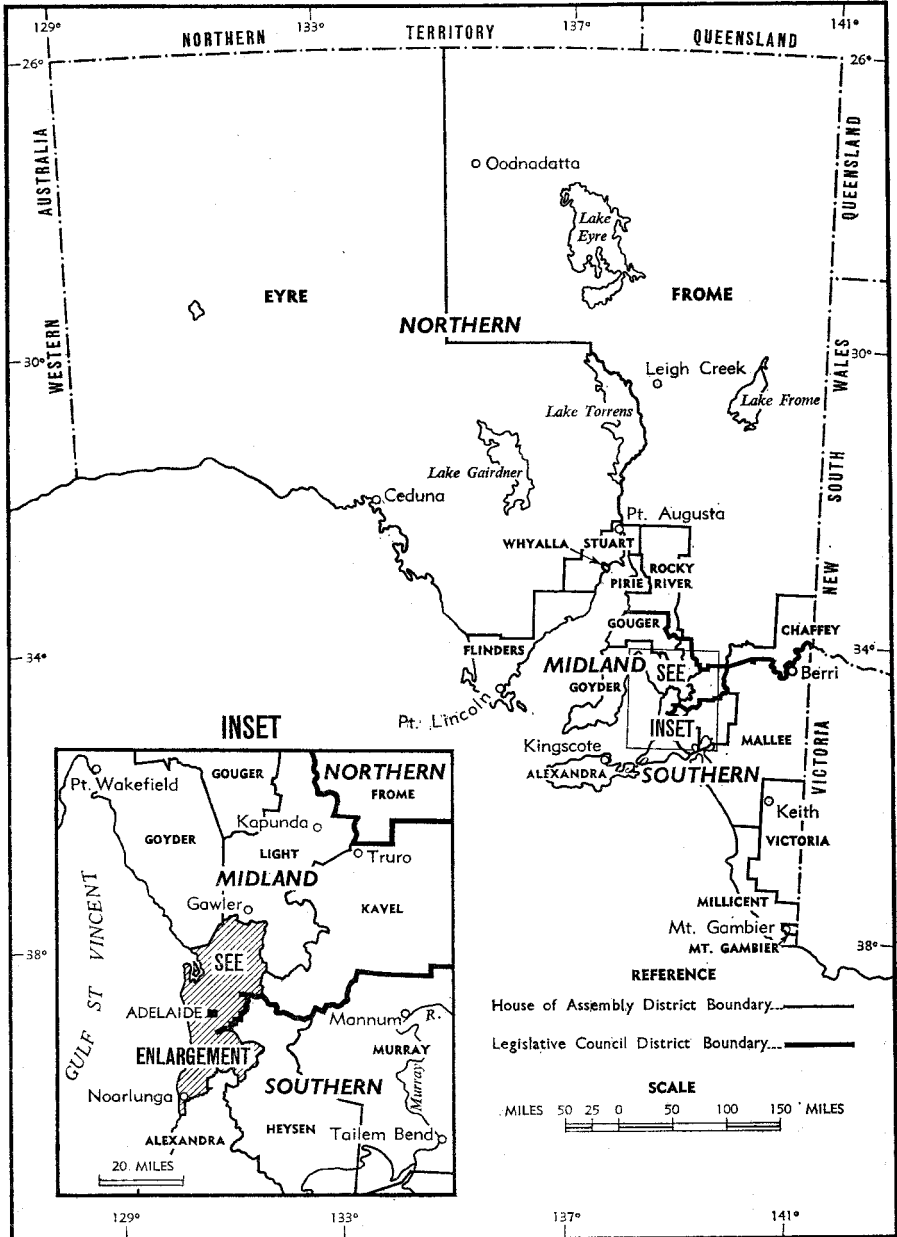 129° 133° 137° 141°
NORTHERN TERRITORY QUEENSLAND
26° 26°
WESTERN AUSTRALIA
QUEENSLAND
Oodnadatta
Lake
Eyre
EYRE
FROME
NORTHERN
30° 30°
NEW SOUTH WALES
Leigh Creek
Lake Torrens
Lake Frome
Lake Gairdner
Ceduna
Pt. Augusta
WHYALLA
STUART
PIRIE
ROCKY
RIVER
GOUGER
CHAFFEY
34° 34°
FLINDERS
MIDLAND
SEE
Berri
GOYDER
Pt. Lincoln
INSET
MALLEE
VICTORIA
Kingscote
ALEXANDRA
SOUTHERN
Keith
VICTORIA
MILLICENT
Mt. Gambier
MT. GAMBIER
38° 38°
INSET
Pt. Wakefield
GOUGER
NORTHERN
FROME
GOYDER
Kapunda
LIGHT
Truro
MIDLAND
Gawler
KAVEL
GULF ST VINCENT
SEE
ADELAIDE
Mannum
R.
Murray
ENLARGEMENT
MURRAY
Noarlunga
SOUTHERN
ALEXANDRA
HEYSEN
Tailem Bend
20 MILES
REFERENCE
House of Assembly District Boundary
Legislative Council District Boundary
SCALE
MILES 50 25 0 50 100 150 MILES
129° 133° 137° 141°